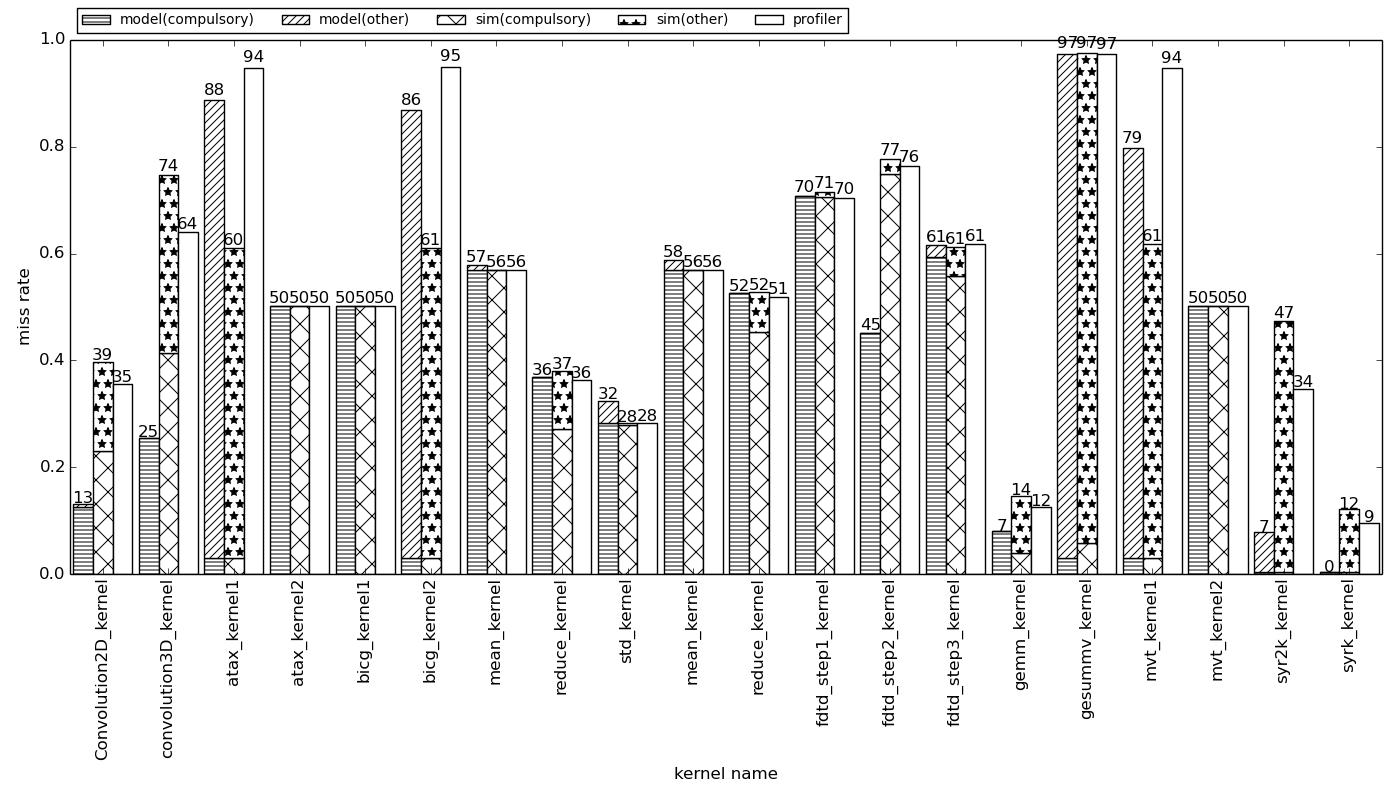 model(compulsory) model(other) sim(compulsory) sim(other) profiler
miss rate
1.0
0.8
0.6
0.4
0.2
0.0
13 39 35
25 74 64
88 60 94
50 50 50
50 50 50
86 61 95
57 56 56
36 37 36
32 28 28
58 56 56
52 52 51
70 71 70
45 77 76
61 61 61
7 14 12
97 97 97
79 61 94
50 50 50
7 47 34
0 12 9
Convolution2D_kernel
convolution3D_kernel
atax_kernel1
atax_kernel2
bicg_kernel1
bicg_kernel2
mean_kernel
reduce_kernel
std_kernel
mean_kernel
reduce_kernel
fdtd_step1_kernel
fdtd_step2_kernel
fdtd_step3_kernel
gemm_kernel
gesummv_kernel
mvt_kernel1
mvt_kernel2
syr2k_kernel
syrk_kernel
kernel name